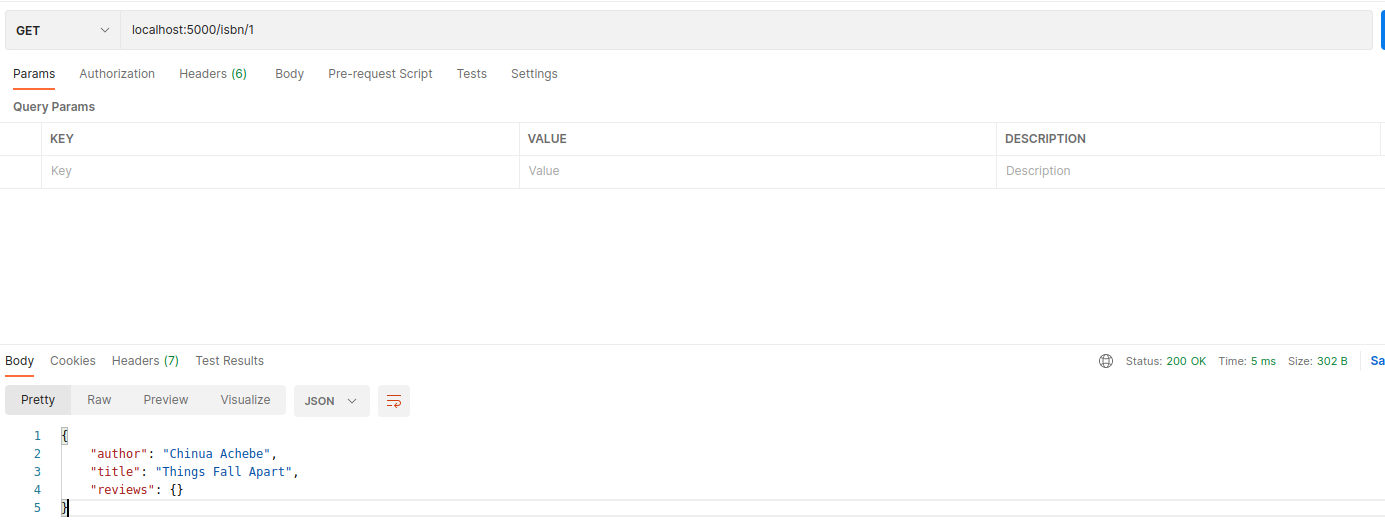 GET localhost:5000/isbn/1
Params Authorization Headers (6) Body Pre-request Script Tests Settings
Query Params
KEY VALUE DESCRIPTION
Key Value Description
Body Cookies Headers (7) Test Results Status: 200 OK Time: 5 ms Size: 302 B Sa
Pretty Raw Preview Visualize JSON
1 {
2 "author": "Chinua Achebe",
3 "title": "Things Fall Apart",
4 "reviews": {}
5 }